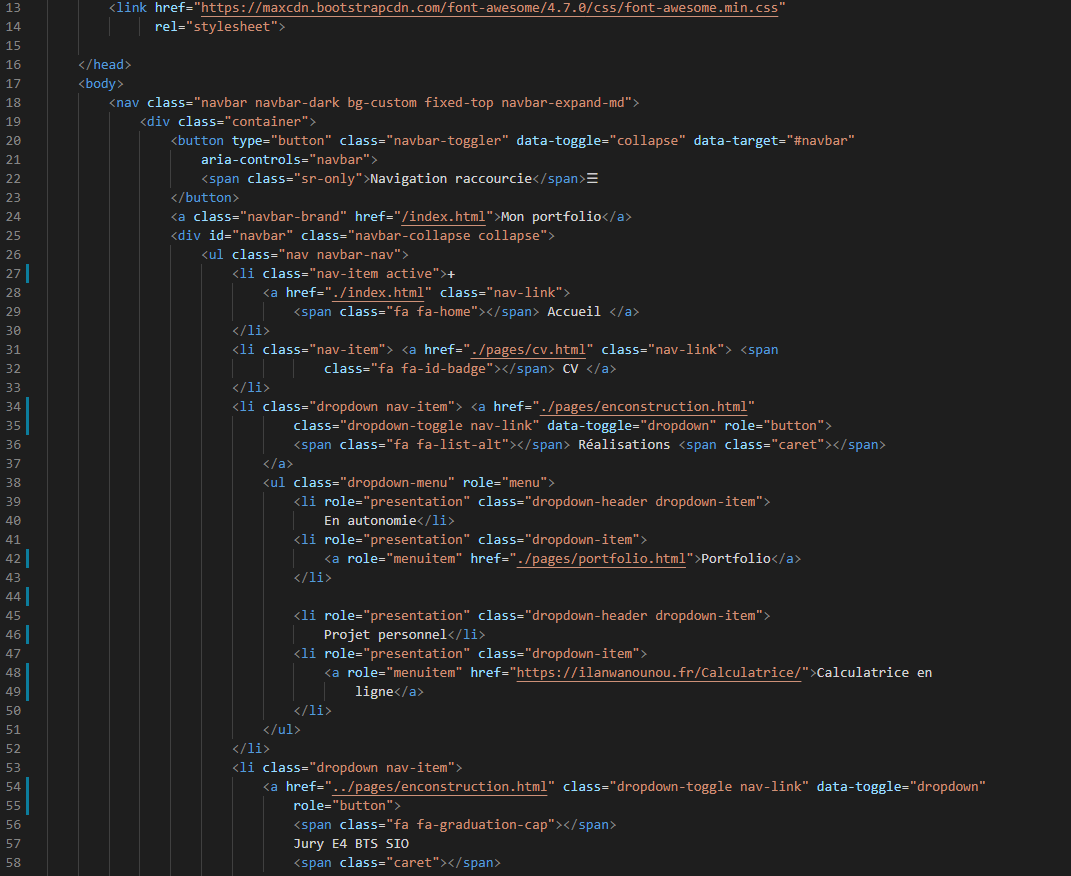 13 <link href="https://maxcdn.bootstrapcdn.com/font-awesome/4.7.0/css/font-awesome.min.css"
14 rel="stylesheet">
15
16 </head>
17 <body>
18 <nav class="navbar navbar-dark bg-custom fixed-top navbar-expand-md">
19 <div class="container">
20 <button type="button" class="navbar-toggler" data-toggle="collapse" data-target="#navbar"
21 aria-controls="navbar">
22 <span class="sr-only">Navigation raccourcie</span>☰
23 </button>
24 <a class="navbar-brand" href="/index.html">Mon portfolio</a>
25 <div id="navbar" class="navbar-collapse collapse">
26 <ul class="nav navbar-nav">
27 <li class="nav-item active">+
28 <a href="./index.html" class="nav-link">
29 <span class="fa fa-home"></span> Accueil </a>
30 </li>
31 <li class="nav-item"> <a href="./pages/cv.html" class="nav-link"> <span
32 class="fa fa-id-badge"></span> CV </a>
33 </li>
34 <li class="dropdown nav-item"> <a href="./pages/enconstruction.html"
35 class="dropdown-toggle nav-link" data-toggle="dropdown" role="button">
36 <span class="fa fa-list-alt"></span> Réalisations <span class="caret"></span>
37 </a>
38 <ul class="dropdown-menu" role="menu">
39 <li role="presentation" class="dropdown-header dropdown-item">
40 En autonomie</li>
41 <li role="presentation" class="dropdown-item">
42 <a role="menuitem" href="./pages/portfolio.html">Portfolio</a>
43 </li>
44
45 <li role="presentation" class="dropdown-header dropdown-item">
46 Projet personnel</li>
47 <li role="presentation" class="dropdown-item">
48 <a role="menuitem" href="https://ilanwanounou.fr/Calculatrice/">Calculatrice en
49 ligne</a>
50 </li>
51 </ul>
52 </li>
53 <li class="dropdown nav-item">
54 <a href="../pages/enconstruction.html" class="dropdown-toggle nav-link" data-toggle="dropdown"
55 role="button">
56 <span class="fa fa-graduation-cap"></span>
57 Jury E4 BTS SIO
58 <span class="caret"></span>